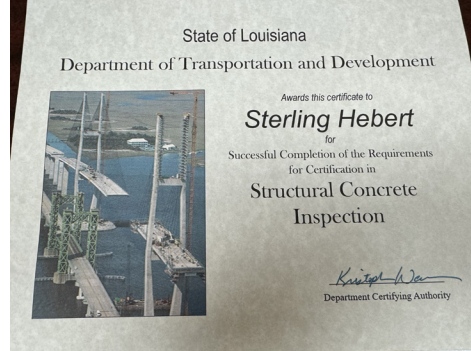 State of Louisiana
Department of Transportation and Development
Awards this certificate to
Sterling Hebert
for
Successful Completion of the Requirements
for Certification in
Structural Concrete
Inspection
Department Certifying Authority